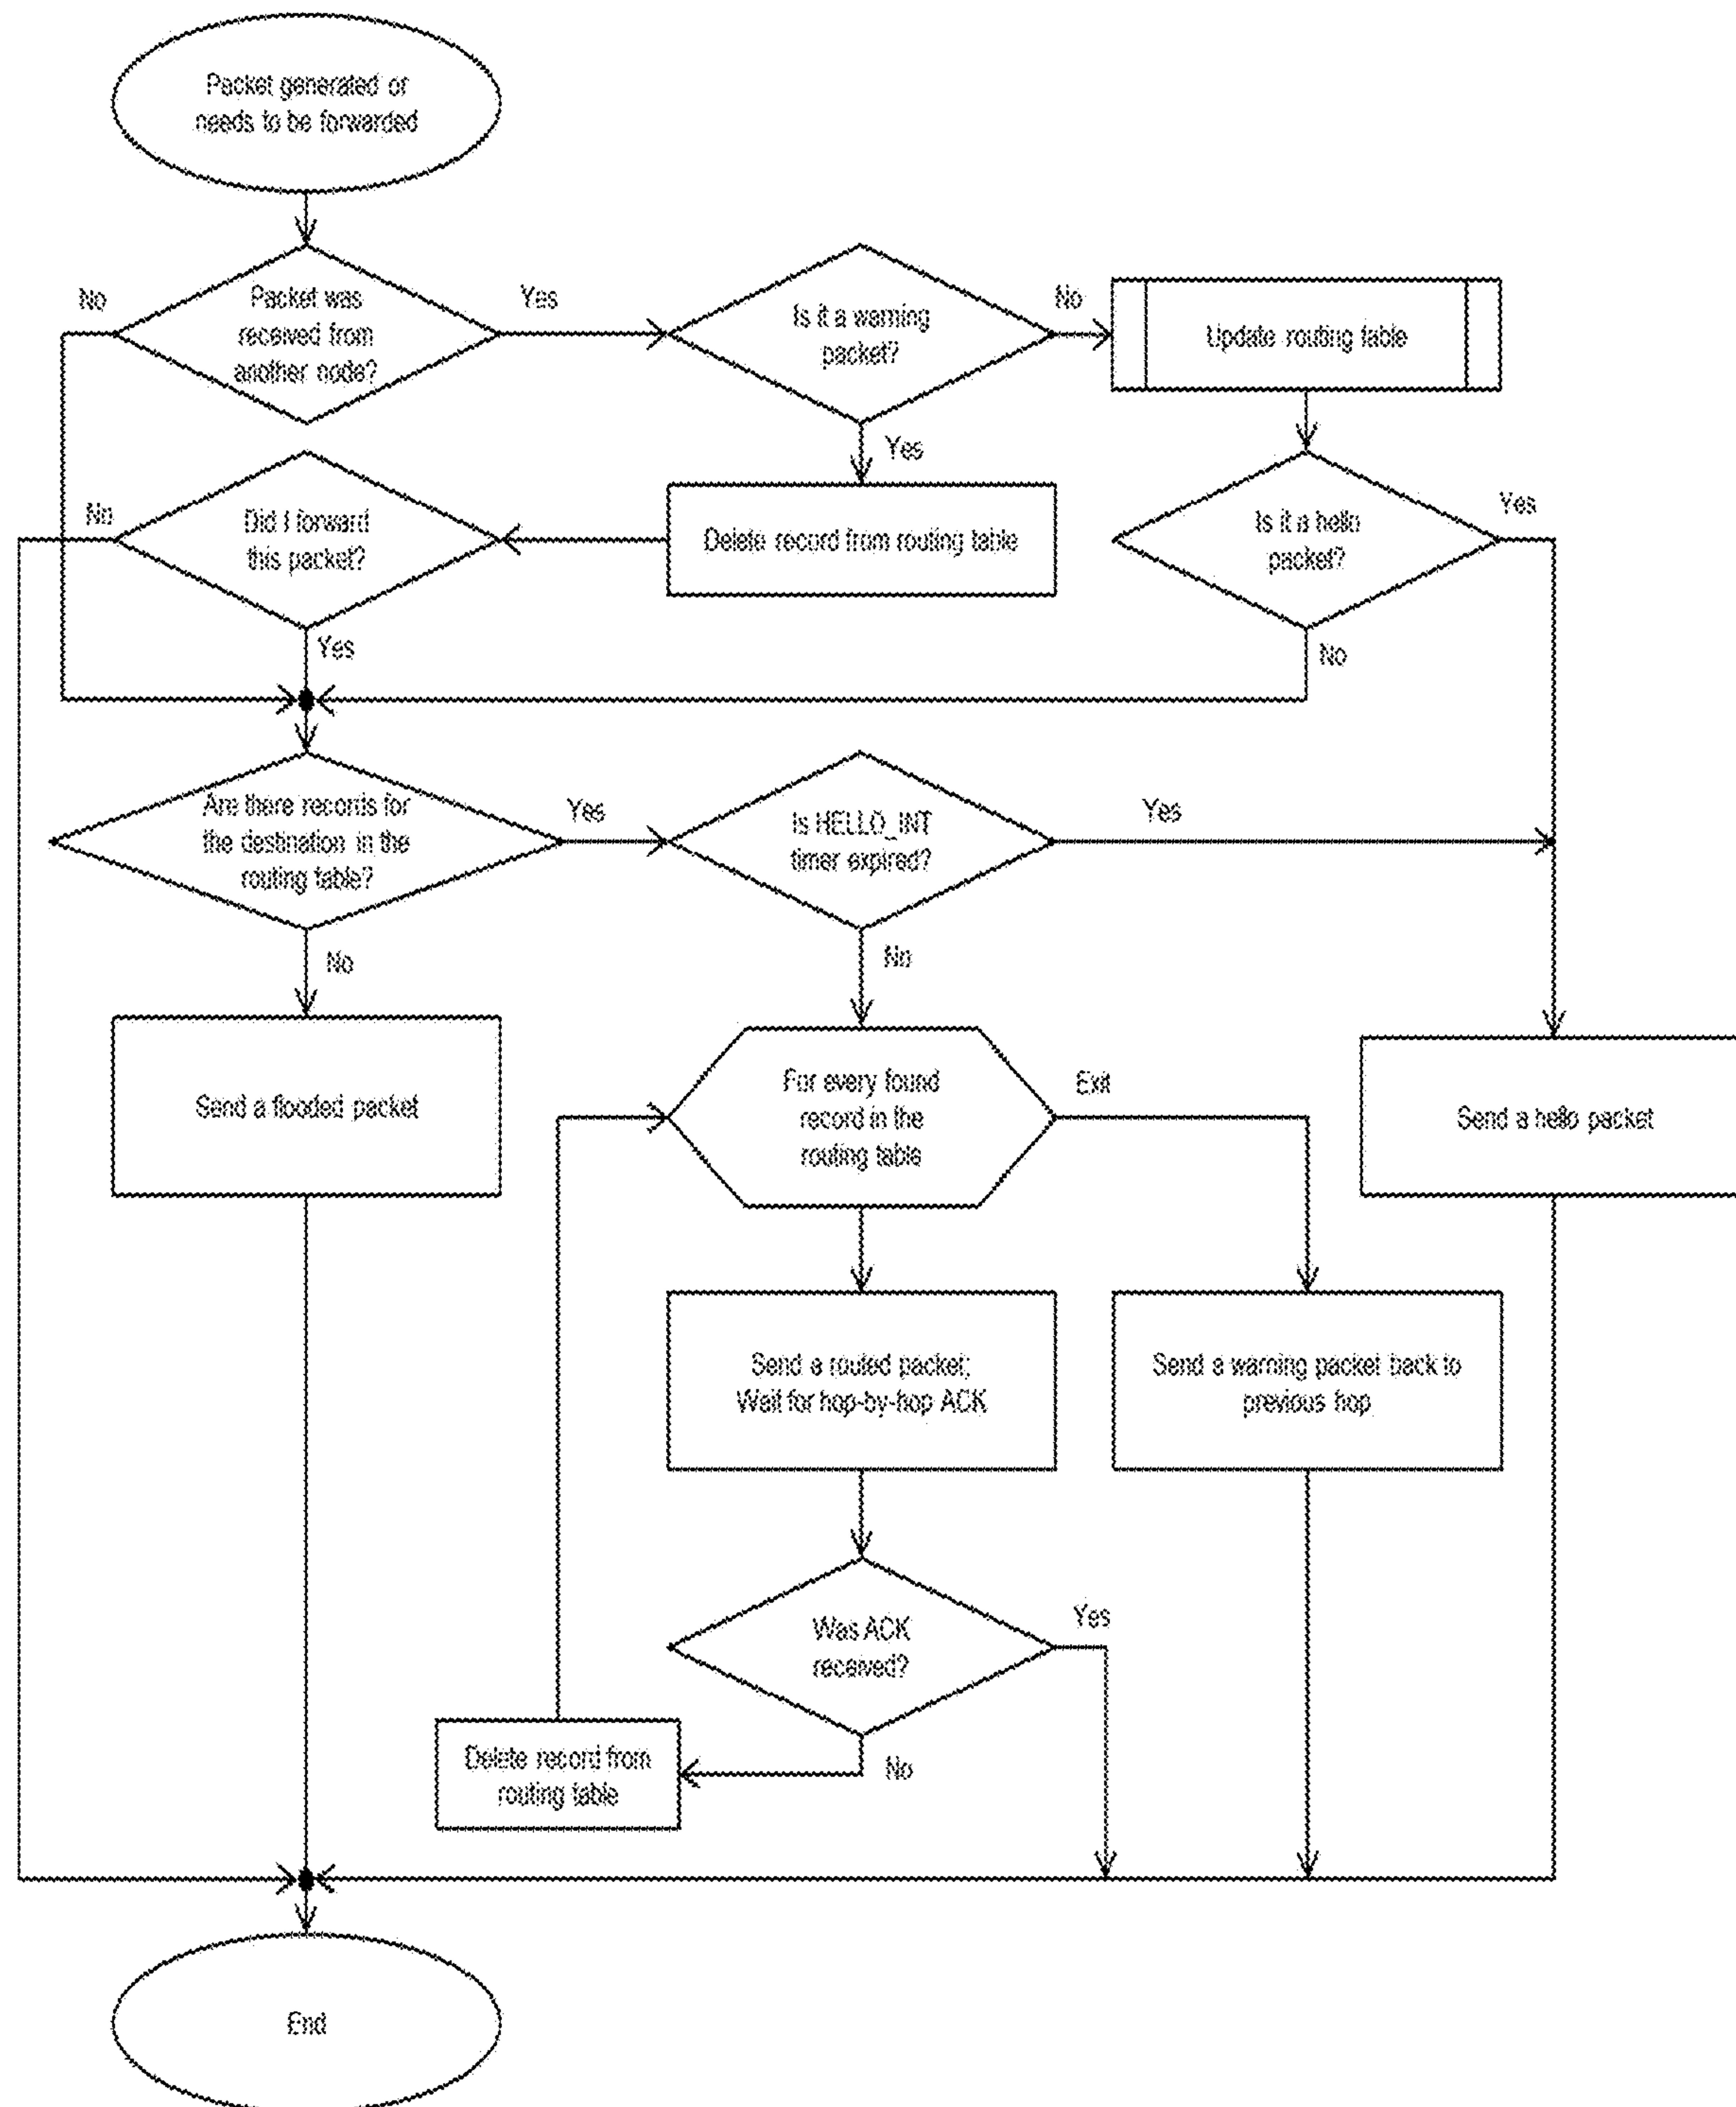 Packet generated or
needs to be forwarded
No
Packet was
received from
another node?
Yes
Is it a warning
packet?
No
Update routing table
Yes
No
Did I forward
this packet?
Delete record from routing table
Is it a hello
packet?
Yes
Yes
No
Are there records for
the destination in the
routing table?
Yes
Is HELLO_INT
timer expired?
Yes
No
No
Send a flooded packet
For every found
record in the
routing table
Exit
Send a hello packet
Send a routed packet;
Wait for hop-by-hop ACK
Send a warning packet back to
previous hop
Was ACK
received?
Yes
Delete record from
routing table
No
End